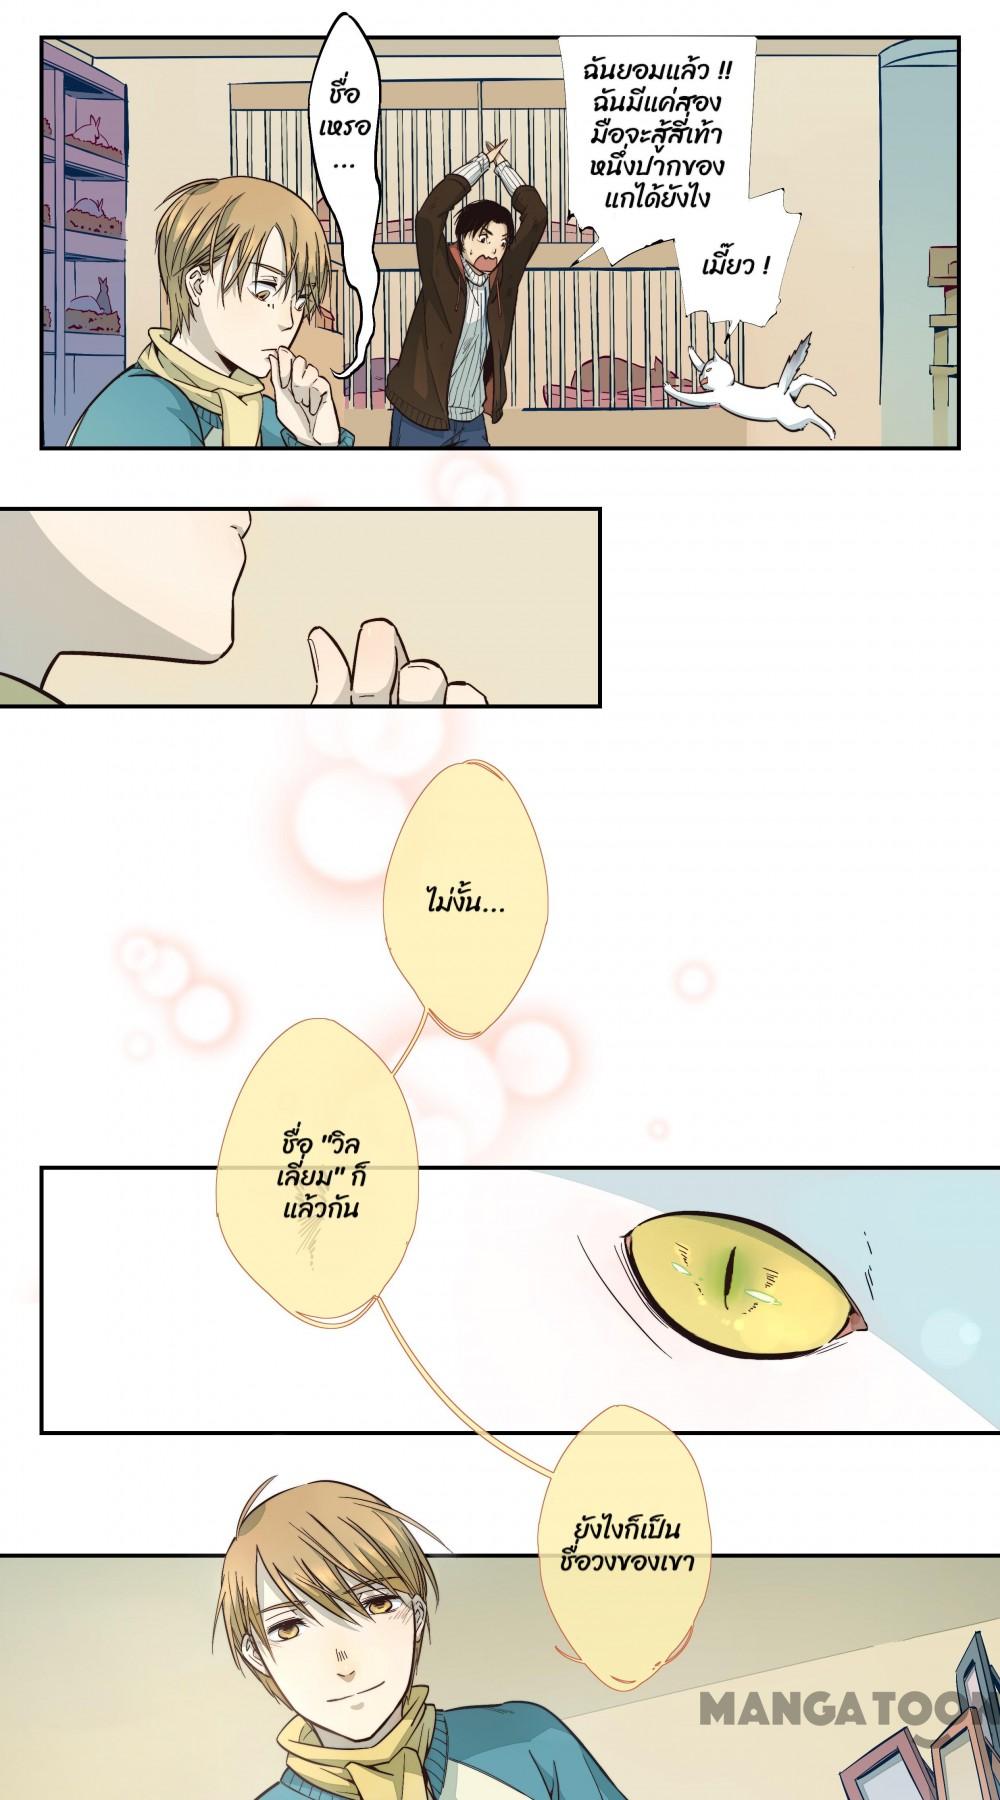 ชื่อ
เหรอ
...
ฉันยอมแล้ว !!
ฉันมีแค่สอง
มือจะสู้สี่เท้า
หนึ่งปากของ
แกได้ยังไง
เมี๊ยว !
ไม่งั้น...
ชื่อ "วิล
เลี่ยม" ก็
แล้วกัน
ยังไงก็เป็น
ชื่อวงของเขา
MANGATOON